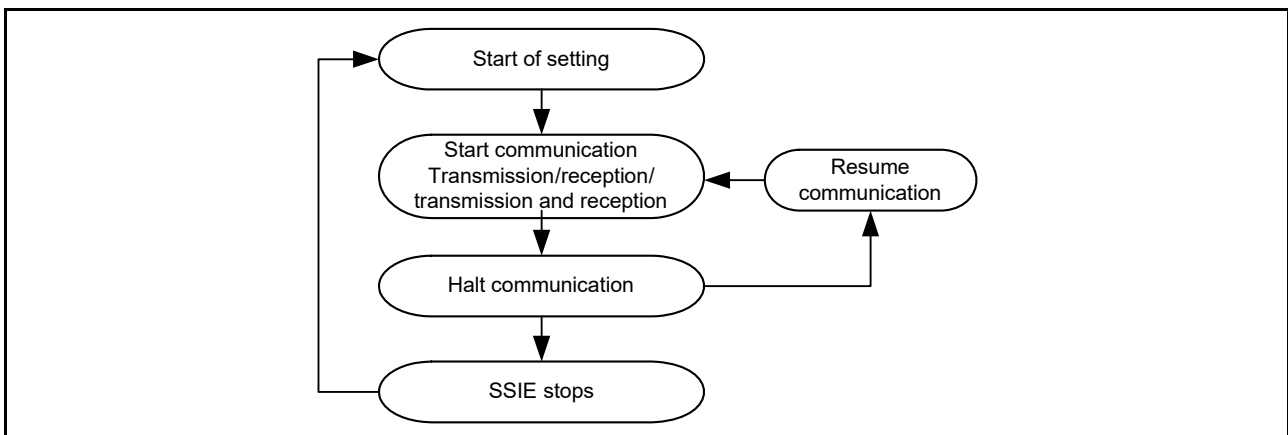 Start of setting
Start communication
Transmission/reception/
transmission and reception
Resume
communication
Halt communication
SSIE stops